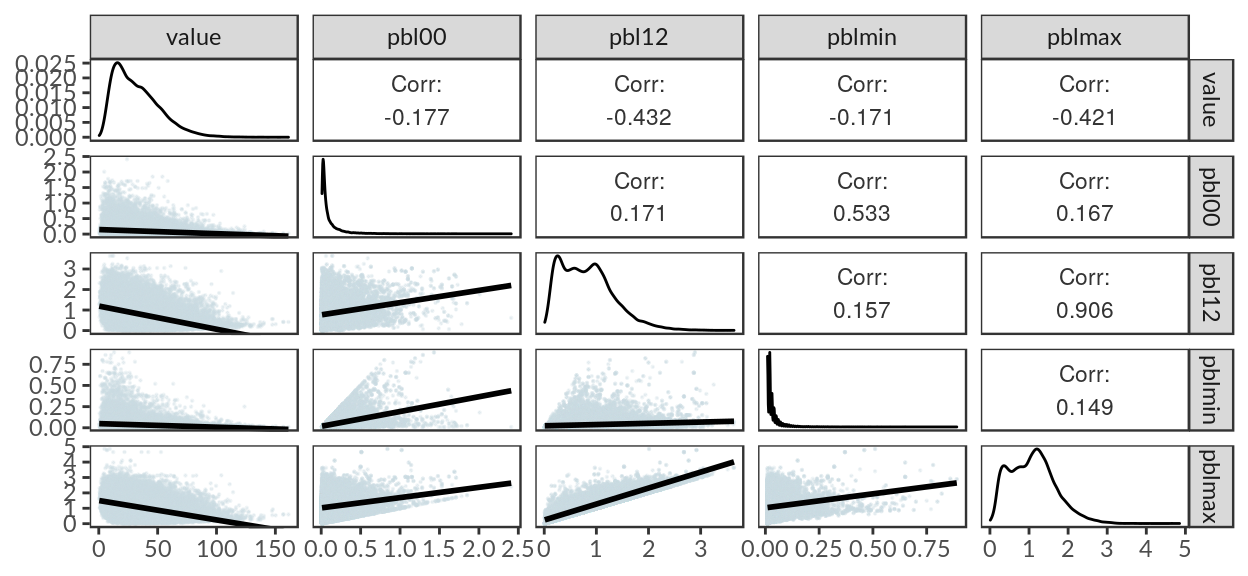 value pbl00 pbl12 pblmin pblmax
0.025
0.020
0.015
0.010
0.005
0.000
Corr: Corr: Corr: Corr:
-0.177 -0.432 -0.171 -0.421
value
2.5
2.0
1.5
1.0
0.5
0.0
Corr: Corr: Corr:
0.171 0.533 0.167
pbl00
3
2
1
0
Corr: Corr:
0.157 0.906
pbl12
0.75
0.50
0.25
0.00
Corr:
0.149
pblmin
5
4
3
2
1
0
pblmax
0 50 100 150 0.0 0.5 1.0 1.5 2.0 2.5 0 1 2 3 0.00 0.25 0.50 0.75 0 1 2 3 4 5